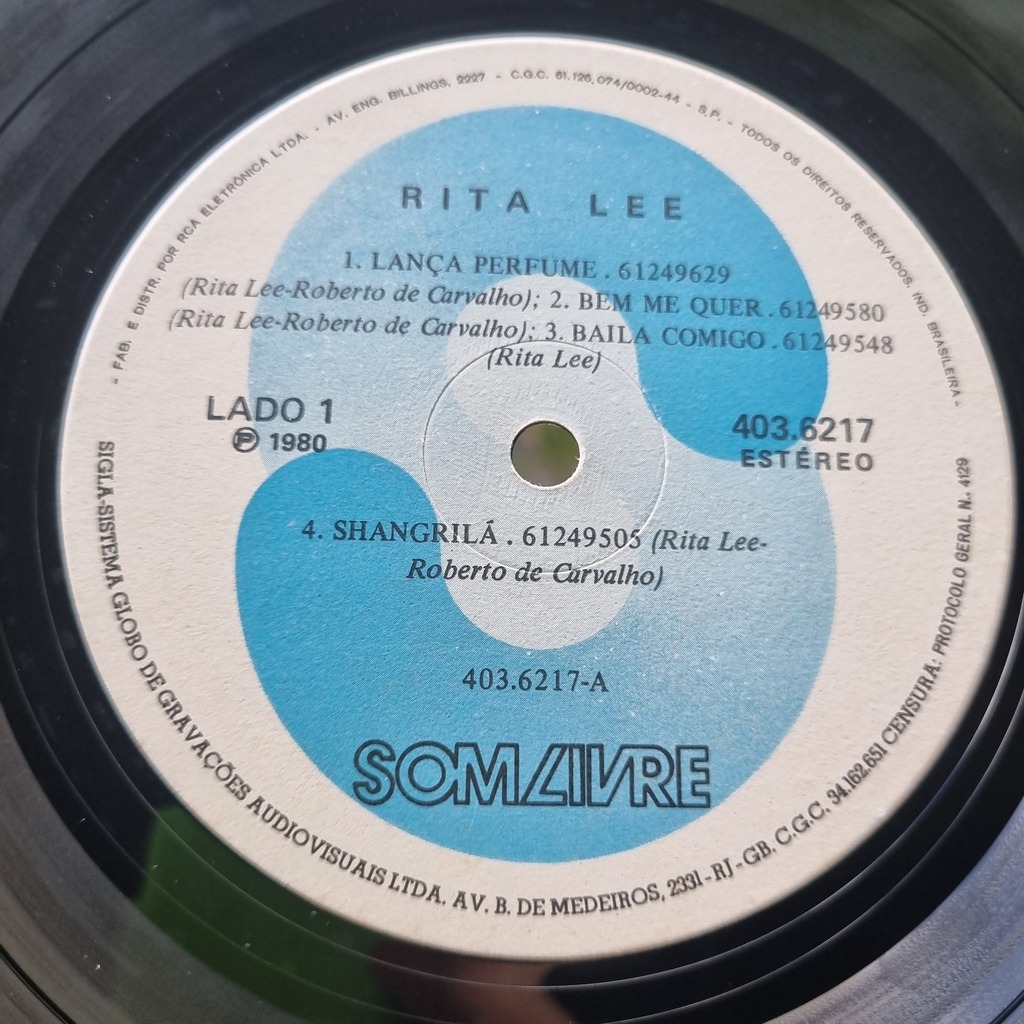 - FAB. E DISTR. POR RCA ELETRÔNICA LTDA. - AV. ENG. BILLINGS, 2227 - C.G.C. 61.126.074/0002-44 - S.P. - TODOS OS DIREITOS RESERVADOS. IND. BRASILEIRA -
RITA LEE
1. LANÇA PERFUME . 61249629
(Rita Lee-Roberto de Carvalho); 2. BEM ME QUER . 61249580
(Rita Lee-Roberto de Carvalho); 3. BAILA COMIGO . 61249548
(Rita Lee)
LADO 1
℗ 1980
403.6217
ESTÉREO
4. SHANGRILÁ . 61249505 (Rita Lee-
Roberto de Carvalho)
403.6217-A
SOM LIVRE
SIGLA-SISTEMA GLOBO DE GRAVAÇÕES AUDIOVISUAIS LTDA. AV. B. DE MEDEIROS, 2331 - RJ - GB. C.G.C. 34.162.651 CENSURA: PROTOCOLO GERAL N. 4129